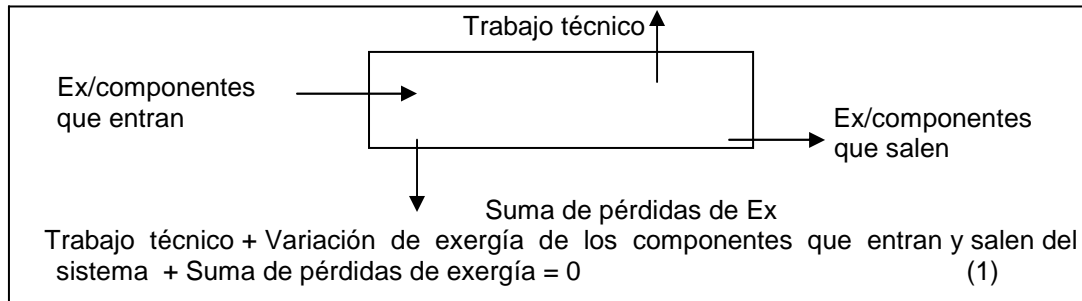 Trabajo técnico
Ex/componentes
que entran
Ex/componentes
que salen
Suma de pérdidas de Ex
Trabajo técnico + Variación de exergía de los componentes que entran y salen del
sistema + Suma de pérdidas de exergía = 0 (1)